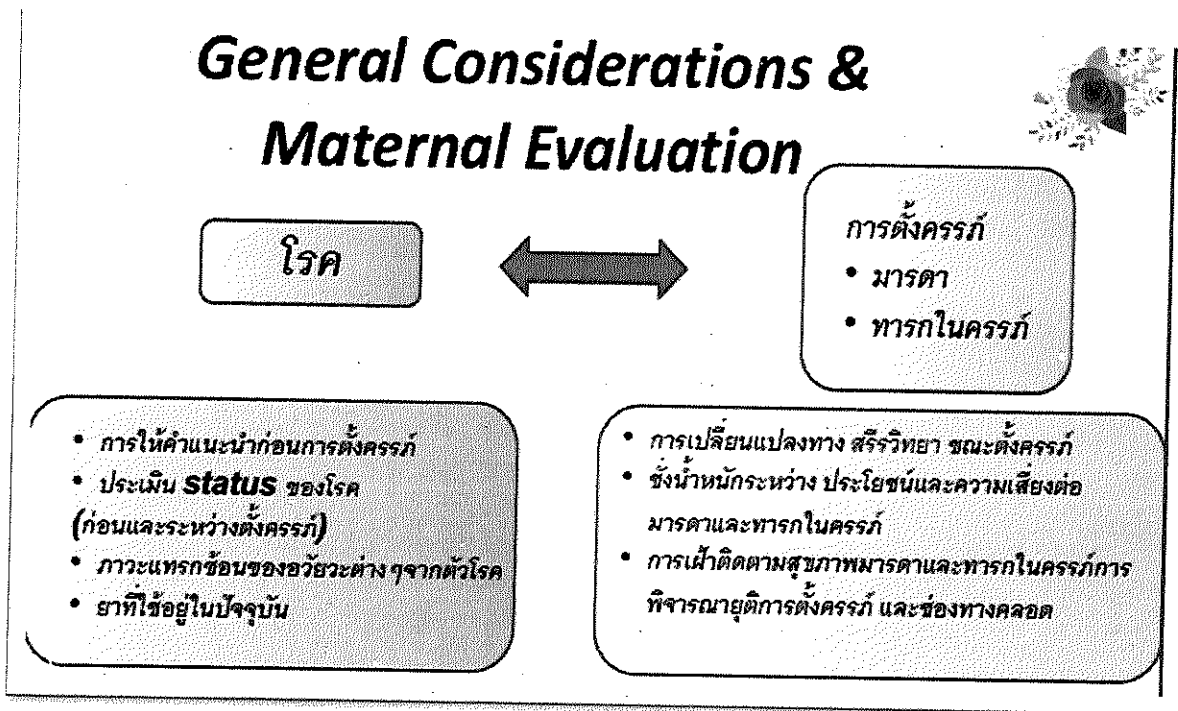 General Considerations &
Maternal Evaluation
โรค
การตั้งครรภ์
• มารดา
• ทารกในครรภ์
• การให้คำแนะนำก่อนการตั้งครรภ์
• ประเมิน status ของโรค
(ก่อนและระหว่างตั้งครรภ์)
• ภาวะแทรกซ้อนของอวัยวะต่าง ๆจากตัวโรค
• ยาที่ใช้อยู่ในปัจจุบัน
• การเปลี่ยนแปลงทาง สรีรวิทยา ขณะตั้งครรภ์
• ชั่งน้ำหนักระหว่าง ประโยชน์และความเสี่ยงต่อ
มารดาและทารกในครรภ์
• การเฝ้าติดตามสุขภาพมารดาและทารกในครรภ์การ
พิจารณายุติการตั้งครรภ์ และช่องทางคลอด